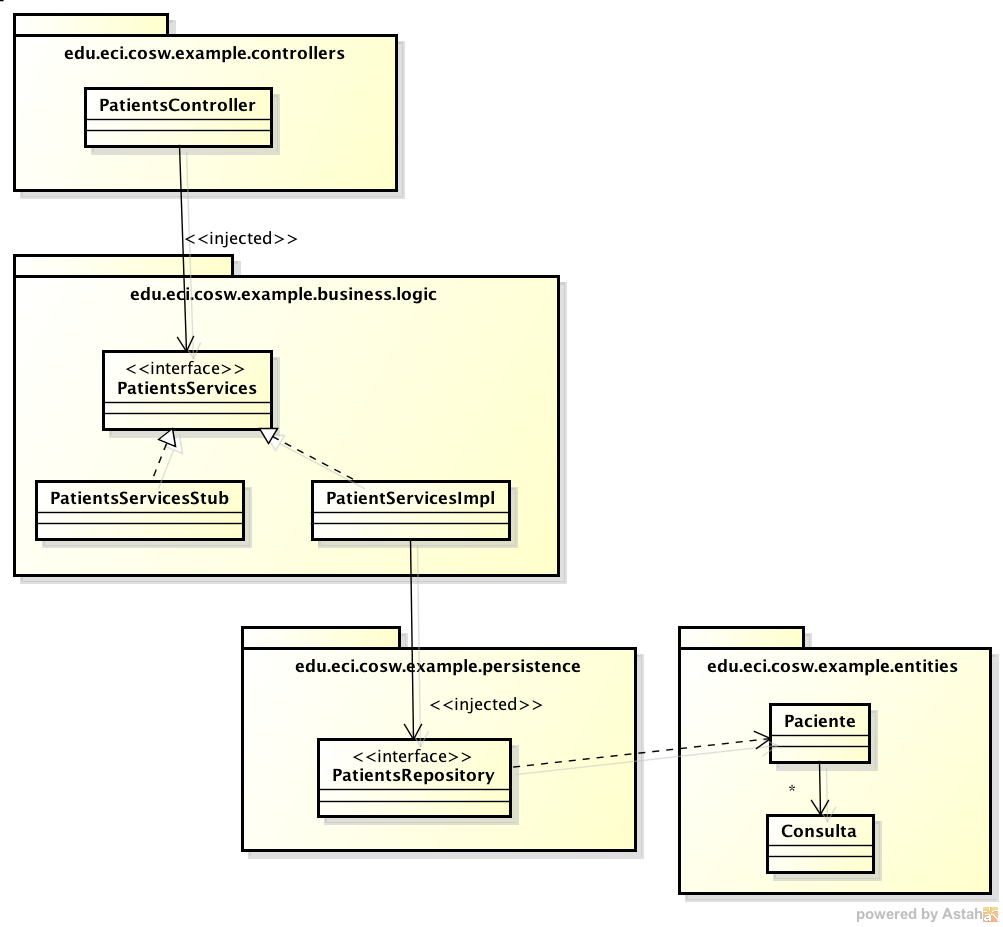 edu.eci.cosw.example.controllers
PatientsController
<<injected>>
edu.eci.cosw.example.business.logic
<<interface>>
PatientsServices
PatientsServicesStub
PatientServicesImpl
edu.eci.cosw.example.persistence
<<injected>>
<<interface>>
PatientsRepository
edu.eci.cosw.example.entities
Paciente
*
Consulta
powered by Astah